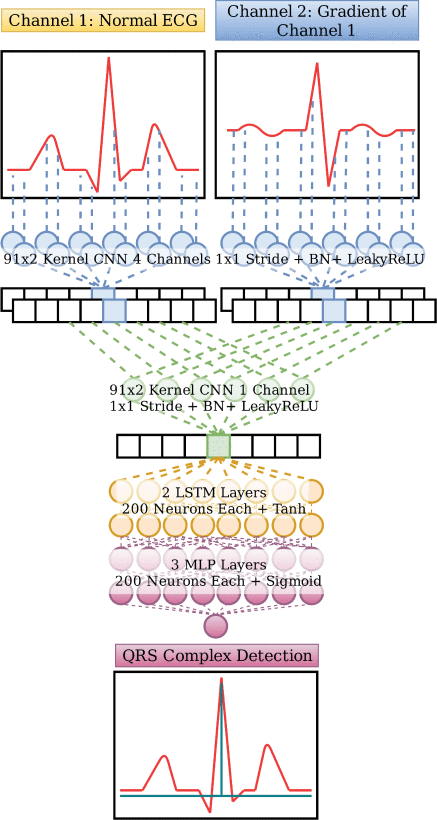 Channel 1: Normal ECG
Channel 2: Gradient of
Channel 1
91x2 Kernel CNN 4 Channels 1x1 Stride + BN+ LeakyReLU
91x2 Kernel CNN 1 Channel
1x1 Stride + BN+ LeakyReLU
2 LSTM Layers
200 Neurons Each + Tanh
3 MLP Layers
200 Neurons Each + Sigmoid
QRS Complex Detection